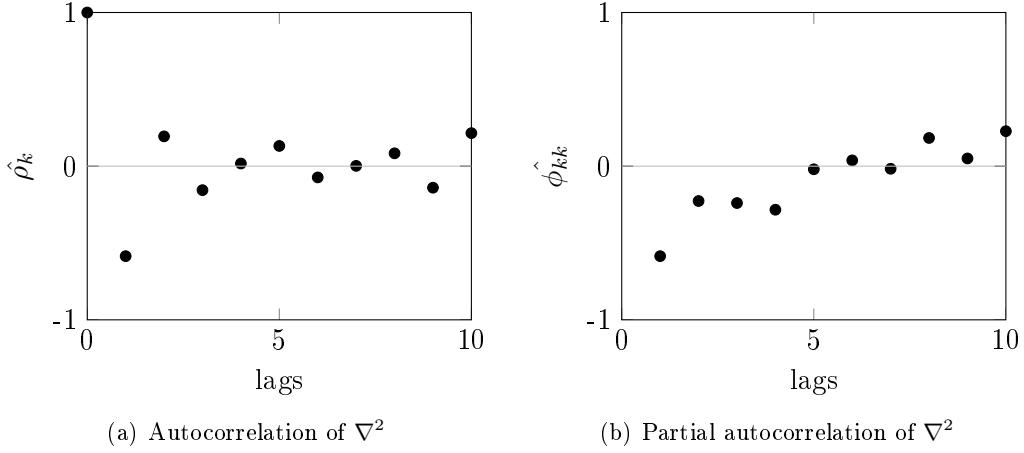 1
0
-1
0
5
10
lags
ρ̂ₖ
(a) Autocorrelation of ∇²
1
0
-1
0
5
10
lags
ϕ̂ₖₖ
(b) Partial autocorrelation of ∇²